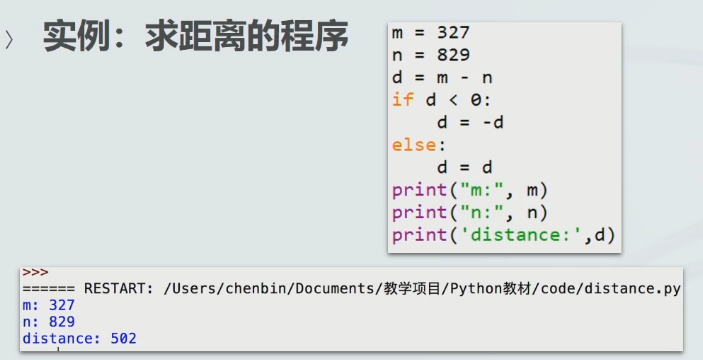 〉 实例：求距离的程序
m = 327
n = 829
d = m - n
if d < 0:
    d = -d
else:
    d = d
print("m:", m)
print("n:", n)
print('distance:',d)
>>>
====== RESTART: /Users/chenbin/Documents/教学项目/Python教材/code/distance.py
m: 327
n: 829
distance: 502